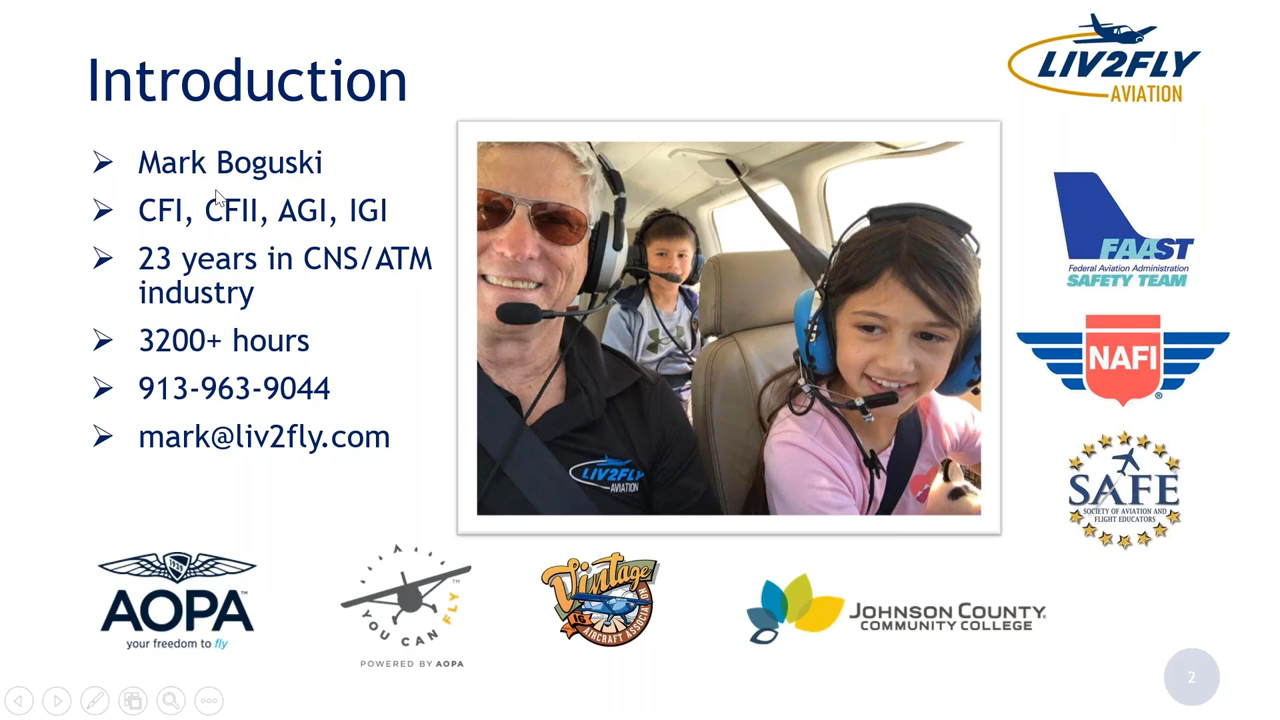 Introduction
LIV2FLY
AVIATION
Mark Boguski
CFI, CFII, AGI, IGI
23 years in CNS/ATM
industry
3200+ hours
913-963-9044
mark@liv2fly.com
LIV2FLY
AVIATION
FAAST
Federal Aviation Administration
SAFETY TEAM
NAFI
®
SAFE
SOCIETY OF AVIATION AND
FLIGHT EDUCATORS
1939
AOPA
your freedom to fly
YOU CAN FLY™
POWERED BY AOPA
Vintage
AIRCRAFT ASSOCIATION
JOHNSON COUNTY
COMMUNITY COLLEGE
2